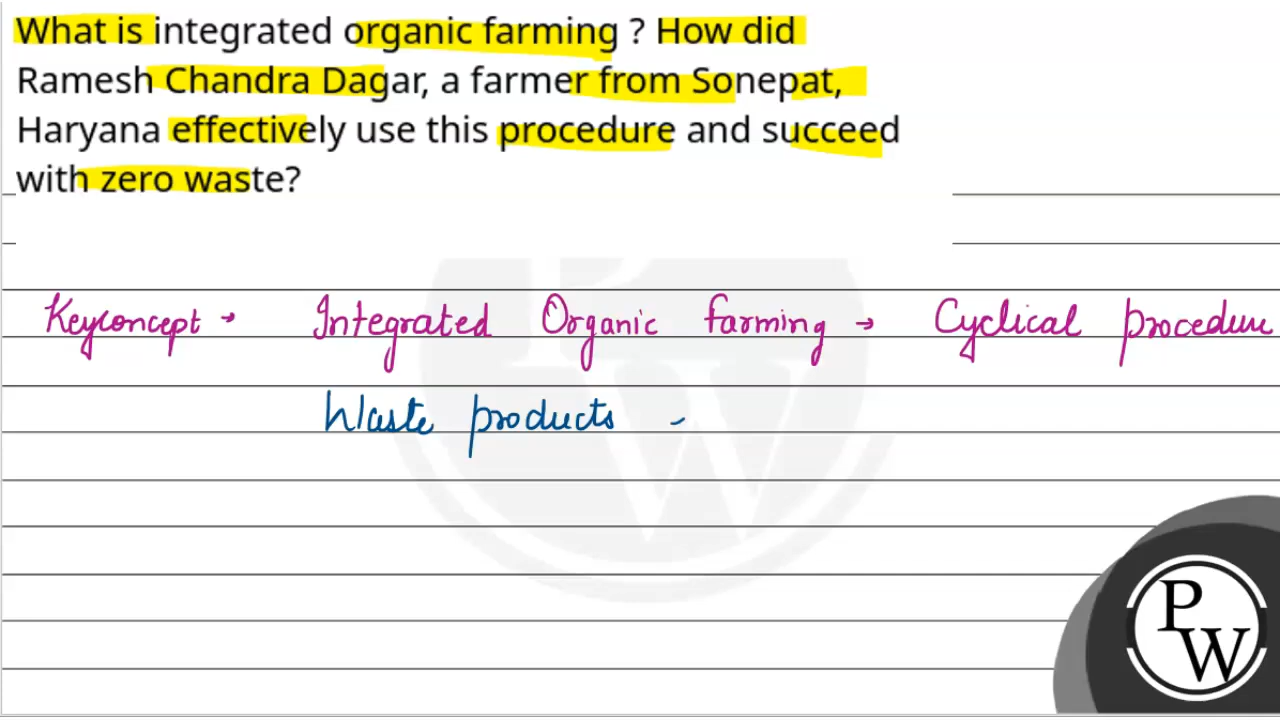 What is integrated organic farming ? How did
Ramesh Chandra Dagar, a farmer from Sonepat,
Haryana effectively use this procedure and succeed
with zero waste?
Keyconcept → Integrated Organic farming → Cyclical procedure
Waste products -
PW